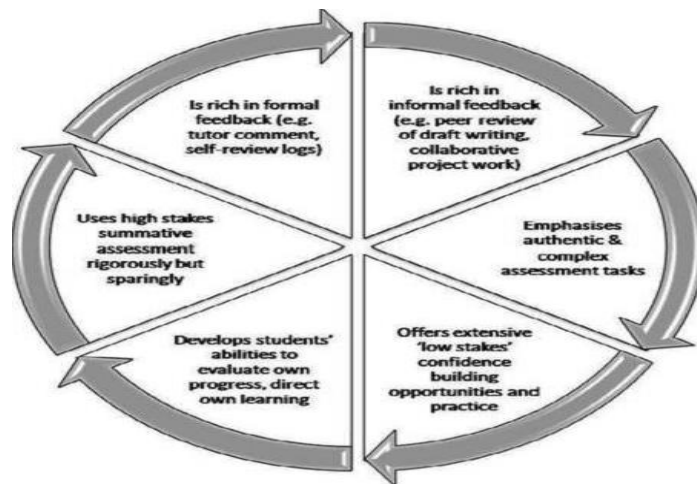 Is rich in formal
feedback (e.g.
tutor comment,
self-review logs)
Is rich in
informal feedback
(e.g. peer review
of draft writing,
collaborative
project work)
Uses high stakes
summative
assessment
rigorously but
sparingly
Emphasises
authentic &
complex
assessment tasks
Develops students'
abilities to
evaluate own
progress, direct
own learning
Offers extensive
'low stakes'
confidence
building
opportunities and
practice